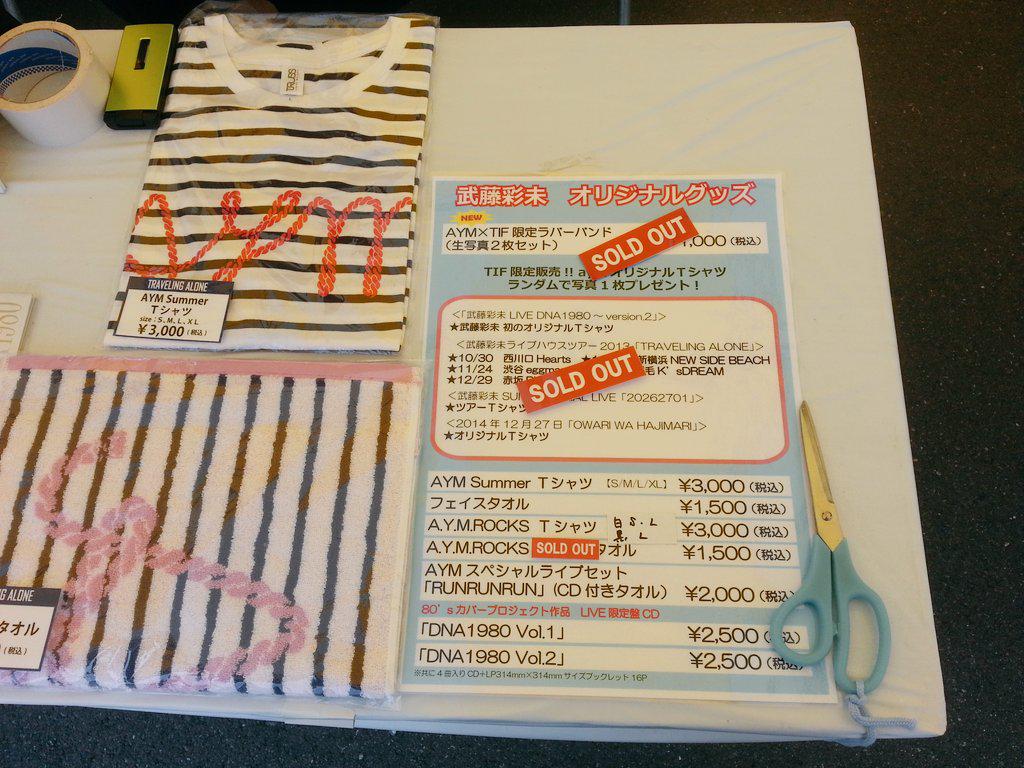 TRUSS
AYM
TRAVELING ALONE
AYM Summer
Tシャツ
size : S, M, L, XL
¥3,000 (税込)
NG ALONE
タオル
(税込)
武藤彩未 オリジナルグッズ
NEW
AYM×TIF 限定ラバーバンド
(生写真2枚セット)
,000 (税込)
SOLD OUT
TIF 限定販売!! オリジナルTシャツ
ランダムで写真1枚プレゼント!
<「武藤彩未 LIVE DNA1980 ~ version.2」>
★武藤彩未 初のオリジナルTシャツ
<武藤彩未ライブハウスツアー 2013「TRAVELING ALONE」>
★10/30 西川口 Hearts 新横浜 NEW SIDE BEACH
★11/24 渋谷 eggma K'sDREAM
★12/29 赤坂
SOLD OUT
<武藤彩未 AL LIVE「20262701」>
★ツアーTシャツ
<2014年12月27日「OWARI WA HAJIMARI」>
★オリジナルTシャツ
AYM Summer Tシャツ 【S/M/L/XL】 ¥3,000 (税込)
フェイスタオル ¥1,500 (税込)
A.Y.M.ROCKS Tシャツ 白 S・L 黒 L ¥3,000 (税込)
A.Y.M.ROCKS SOLD OUT タオル ¥1,500 (税込)
AYM スペシャルライブセット
「RUNRUNRUN」(CD付きタオル) ¥2,000 (税込)
80'sカバープロジェクト作品 LIVE 限定盤 CD
「DNA1980 Vol.1」 ¥2,500 込)
「DNA1980 Vol.2」 ¥2,500 (税込)
※共に4曲入り CD+LP314mm×314mm サイズブックレット 16P